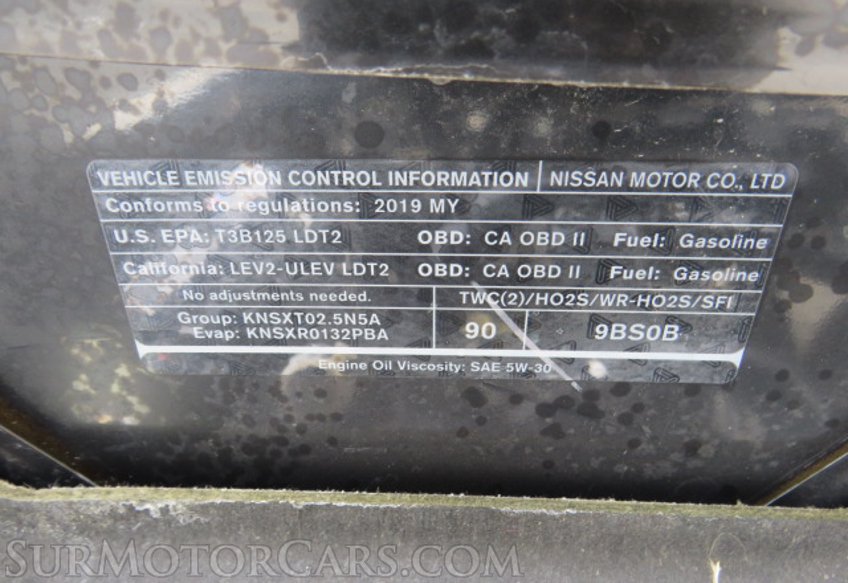 VEHICLE EMISSION CONTROL INFORMATION | NISSAN MOTOR CO., LTD
Conforms to regulations: 2019 MY
U.S. EPA: T3B125 LDT2 OBD: CA OBD II Fuel: Gasoline
California: LEV2-ULEV LDT2 OBD: CA OBD II Fuel: Gasoline
No adjustments needed. TWC(2)/HO2S/WR-HO2S/SFI
Group: KNSXT02.5N5A
Evap: KNSXR0132PBA
90 9BS0B
Engine Oil Viscosity: SAE 5W-30
SurMotorCars.com